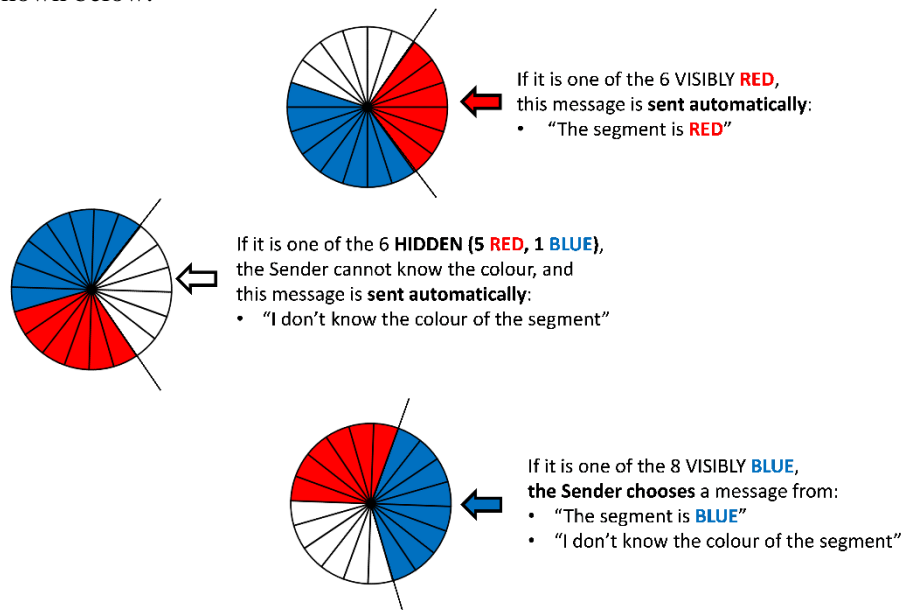 If it is one of the 6 VISIBLY RED,
this message is sent automatically:
• “The segment is RED”
If it is one of the 6 HIDDEN (5 RED, 1 BLUE),
the Sender cannot know the colour, and
this message is sent automatically:
• “I don’t know the colour of the segment”
If it is one of the 8 VISIBLY BLUE,
the Sender chooses a message from:
• “The segment is BLUE”
• “I don’t know the colour of the segment”